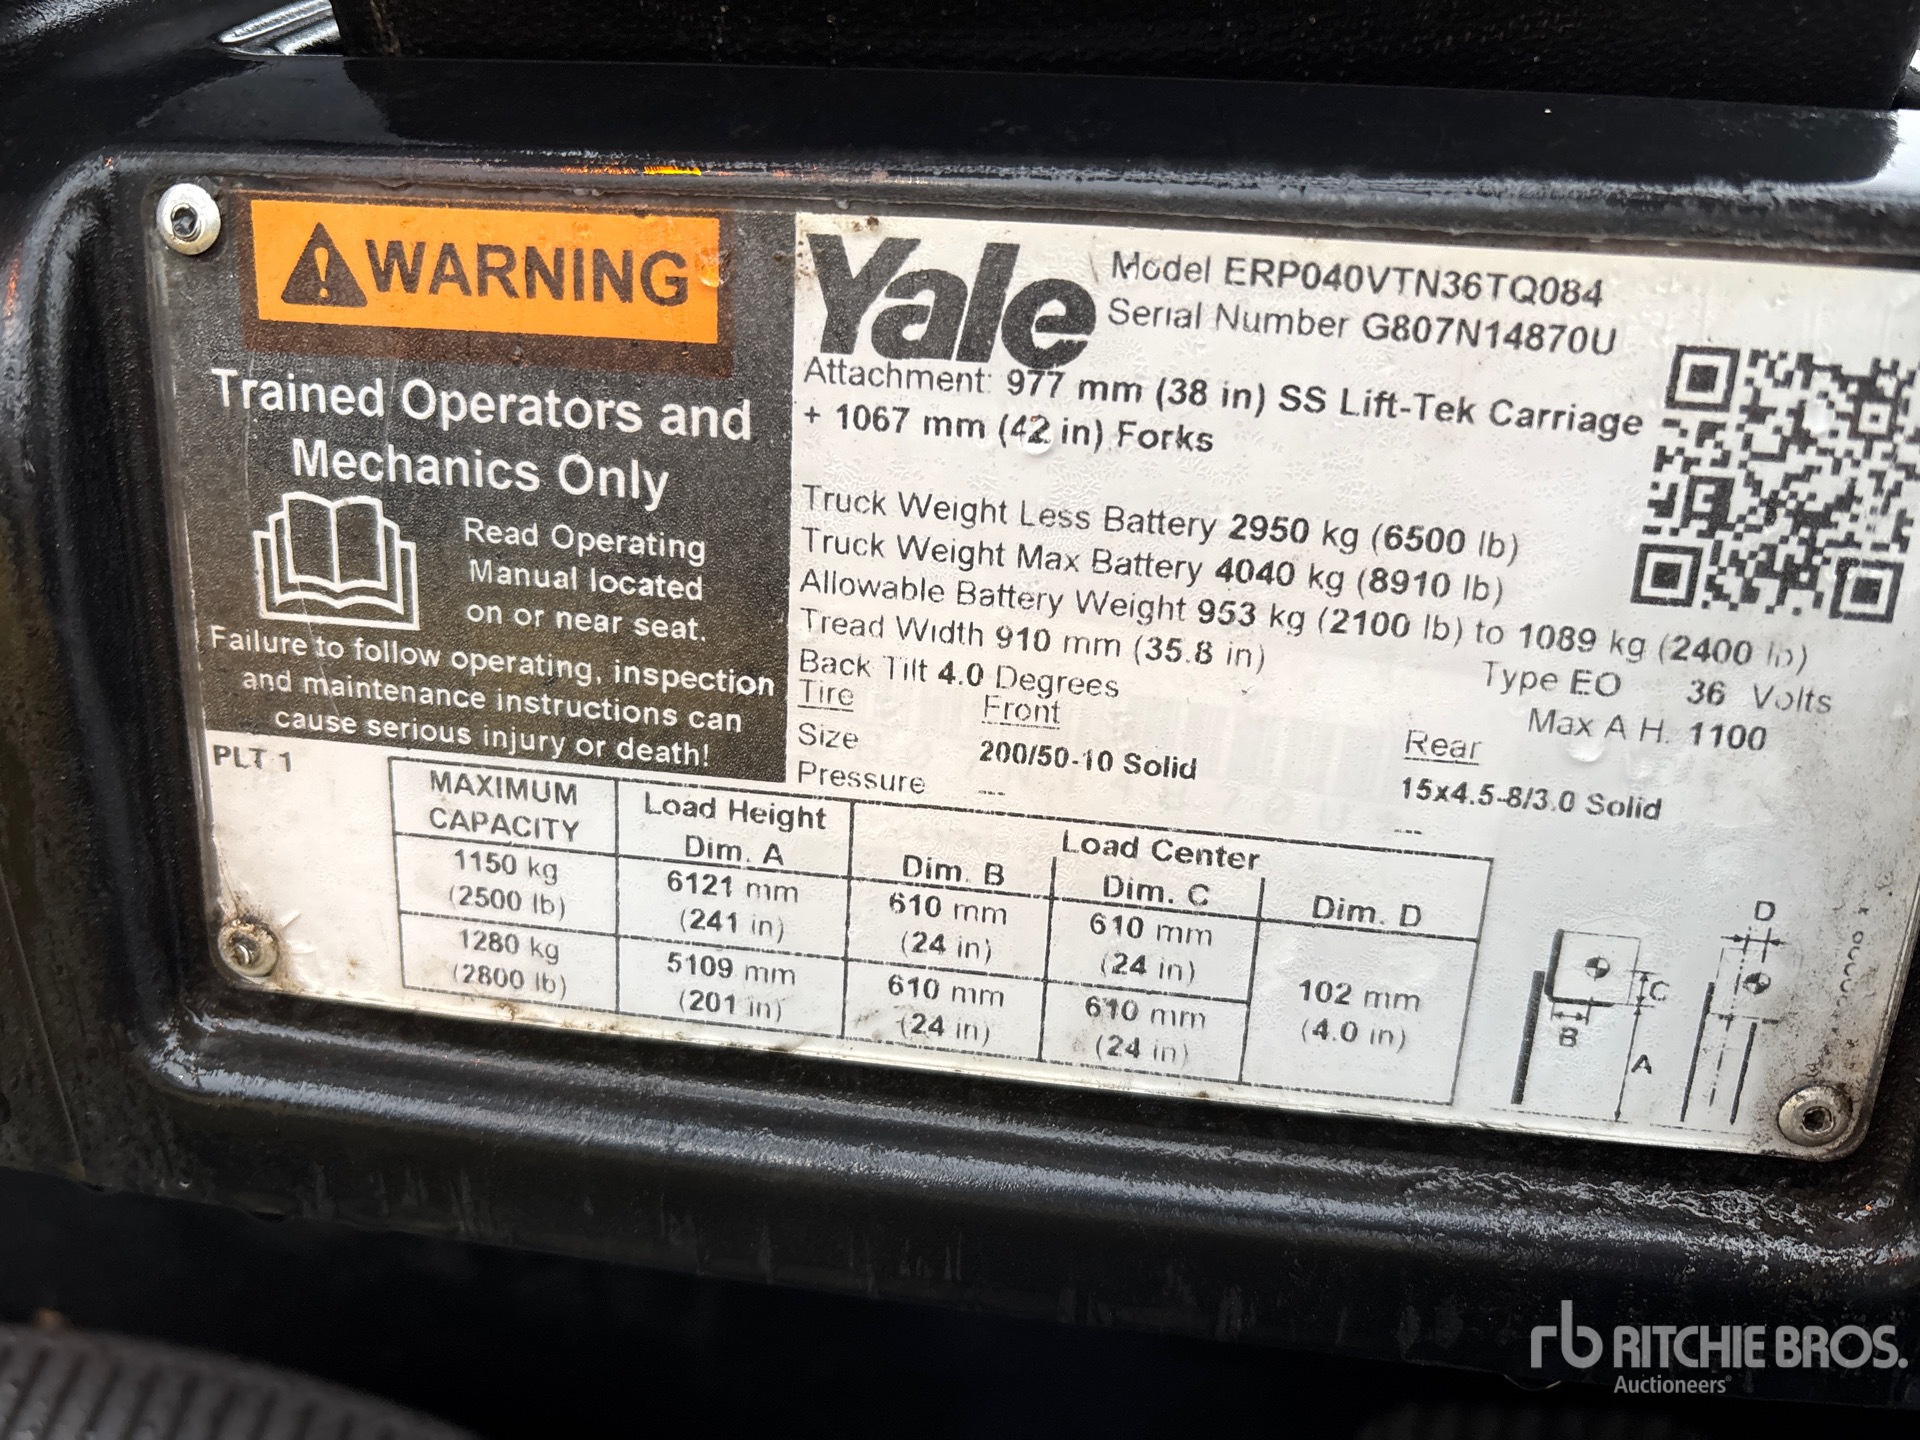 WARNING
Trained Operators and
Mechanics Only
Read Operating
Manual located
on or near seat.
Failure to follow operating, inspection
and maintenance instructions can
cause serious injury or death!
PLT 1
Yale
Model ERP040VTN36TQ084
Serial Number G807N14870U
Attachment: 977 mm (38 in) SS Lift-Tek Carriage
+ 1067 mm (42 in) Forks
Truck Weight Less Battery 2950 kg (6500 lb)
Truck Weight Max Battery 4040 kg (8910 lb)
Allowable Battery Weight 953 kg (2100 lb) to 1089 kg (2400 lb)
Tread Width 910 mm (35.8 in)
Type EO 36 Volts
Back Tilt 4.0 Degrees
Max A H. 1100
Tire Front Rear
Size 200/50-10 Solid 15x4.5-8/3.0 Solid
Pressure --- ---
MAXIMUM CAPACITY
Load Height Dim. A
Load Center
Dim. B Dim. C Dim. D
1150 kg 6121 mm 610 mm 610 mm
(2500 lb) (241 in) (24 in) (24 in)
1280 kg 5109 mm 610 mm 610 mm 102 mm
(2800 lb) (201 in) (24 in) (24 in) (4.0 in)
D
C
B
A
rb RITCHIE BROS.
Auctioneers